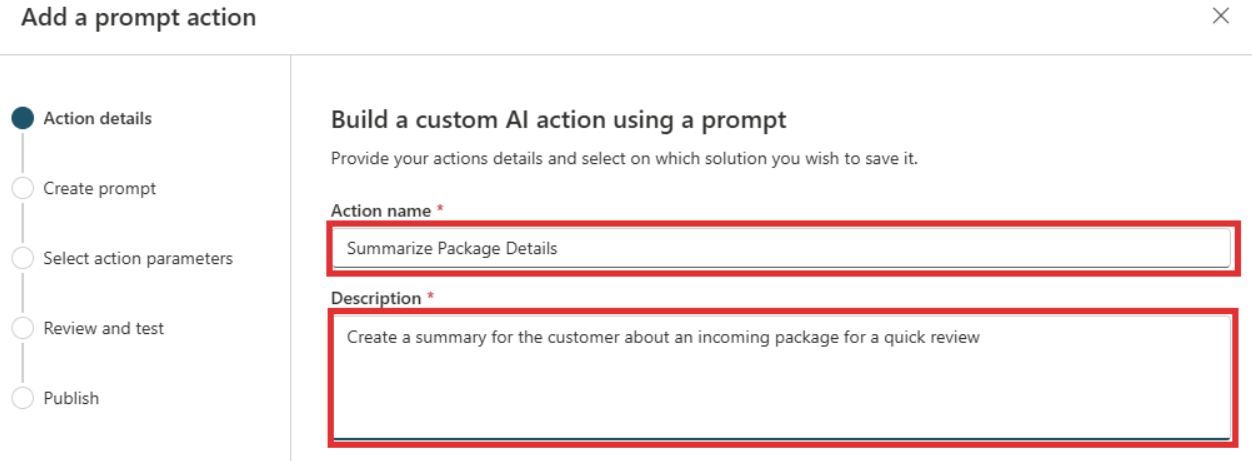 Add a prompt action
Action details
Create prompt
Select action parameters
Review and test
Publish
Build a custom AI action using a prompt
Provide your actions details and select on which solution you wish to save it.
Action name *
Summarize Package Details
Description *
Create a summary for the customer about an incoming package for a quick review